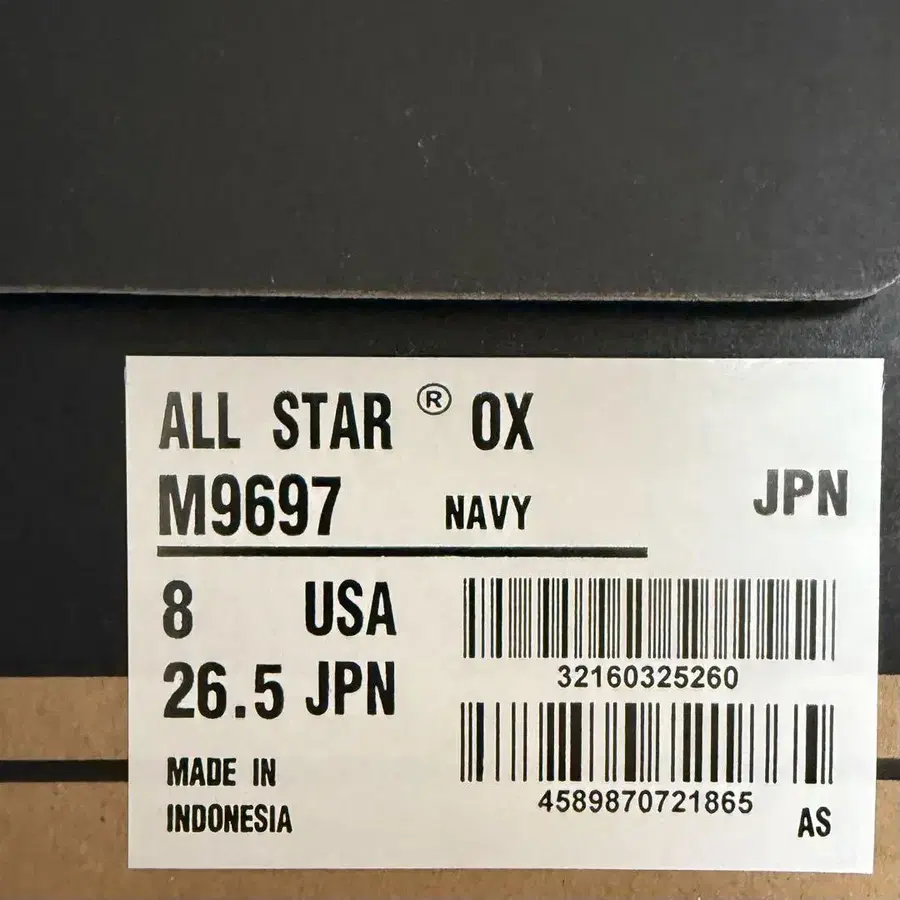 ALL STAR ® OX
M9697 NAVY JPN
8 USA
26.5 JPN
32160325260
4589870721865
MADE IN
INDONESIA
AS